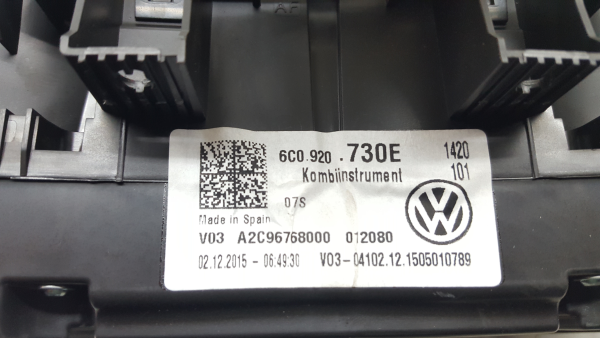 6C0.920 .730E 1420
Kombiinstrument 101
07S
Made in Spain
V03 A2C96768000 012080
02.12.2015 - 06:49:30 V03-04102.12.1505010789